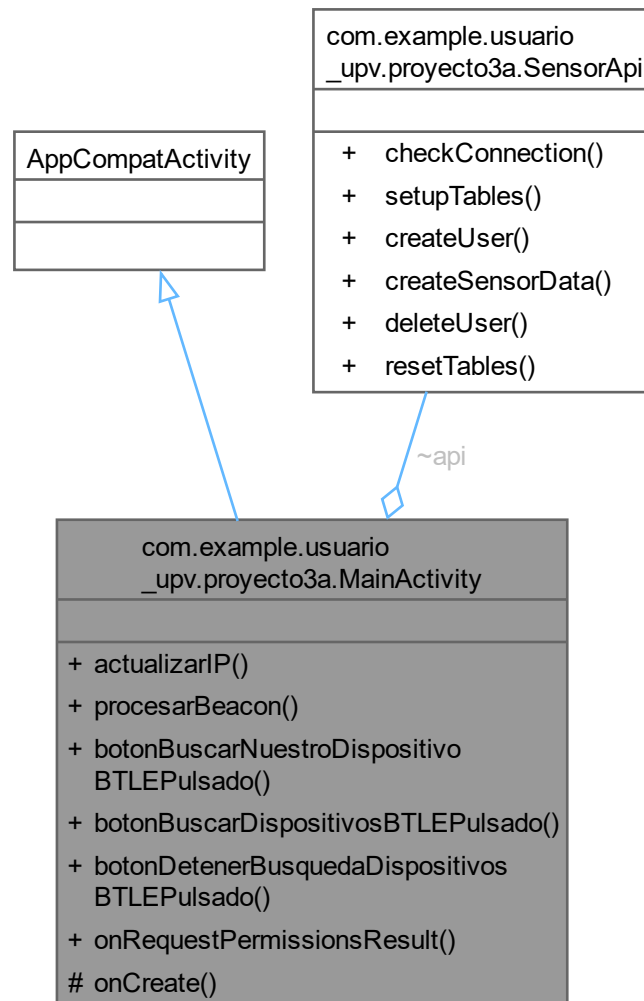 com.example.usuario
_upv.proyecto3a.SensorApi
+ checkConnection()
+ setupTables()
+ createUser()
+ createSensorData()
+ deleteUser()
+ resetTables()
AppCompatActivity
~api
com.example.usuario
_upv.proyecto3a.MainActivity
+ actualizarIP()
+ procesarBeacon()
+ botonBuscarNuestroDispositivo
BTLEPulsado()
+ botonBuscarDispositivosBTLEPulsado()
+ botonDetenerBusquedaDispositivos
BTLEPulsado()
+ onRequestPermissionsResult()
# onCreate()